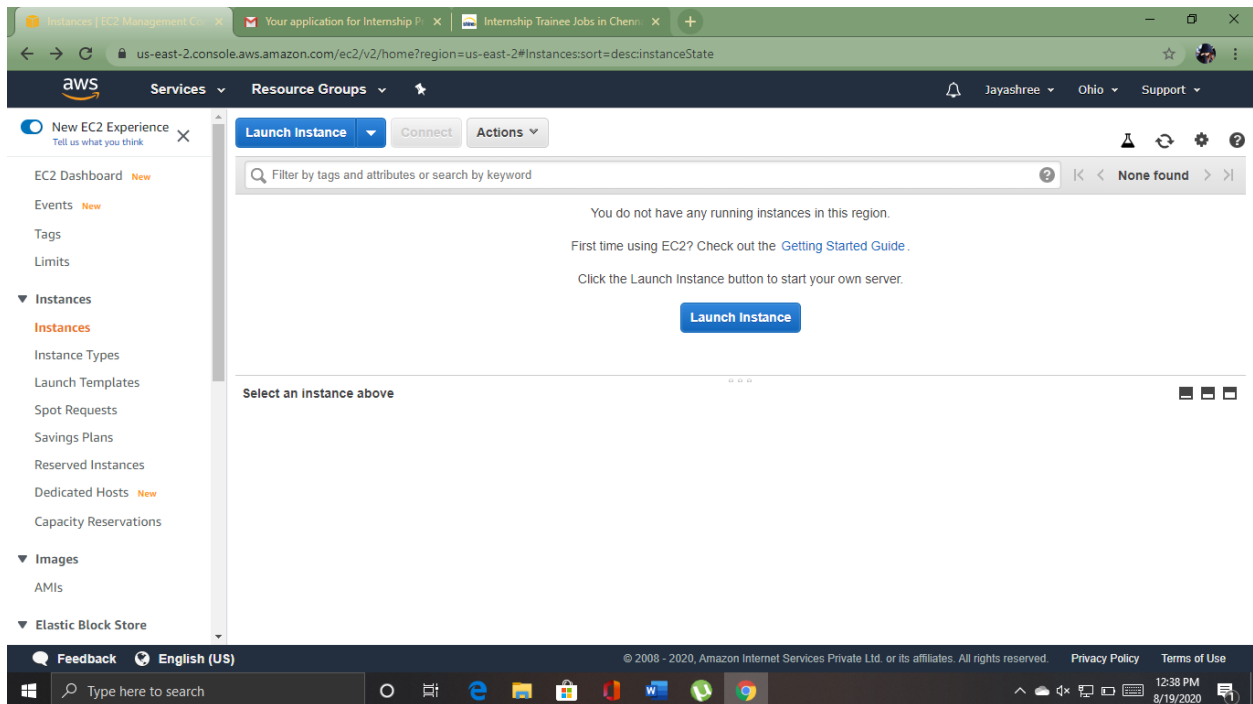 Instances | EC2 Management Co
Your application for Internship P
Internship Trainee Jobs in Chenn
us-east-2.console.aws.amazon.com/ec2/v2/home?region=us-east-2#Instances:sort=desc:instanceState
aws Services Resource Groups Jayashree Ohio Support
New EC2 Experience
Tell us what you think
EC2 Dashboard New
Events New
Tags
Limits
Instances
Instances
Instance Types
Launch Templates
Spot Requests
Savings Plans
Reserved Instances
Dedicated Hosts New
Capacity Reservations
Images
AMIs
Elastic Block Store
Launch Instance Connect Actions
Filter by tags and attributes or search by keyword
None found
You do not have any running instances in this region.
First time using EC2? Check out the Getting Started Guide.
Click the Launch Instance button to start your own server.
Launch Instance
Select an instance above
Feedback English (US)
© 2008 - 2020, Amazon Internet Services Private Ltd. or its affiliates. All rights reserved. Privacy Policy Terms of Use
Type here to search
12:38 PM
8/19/2020